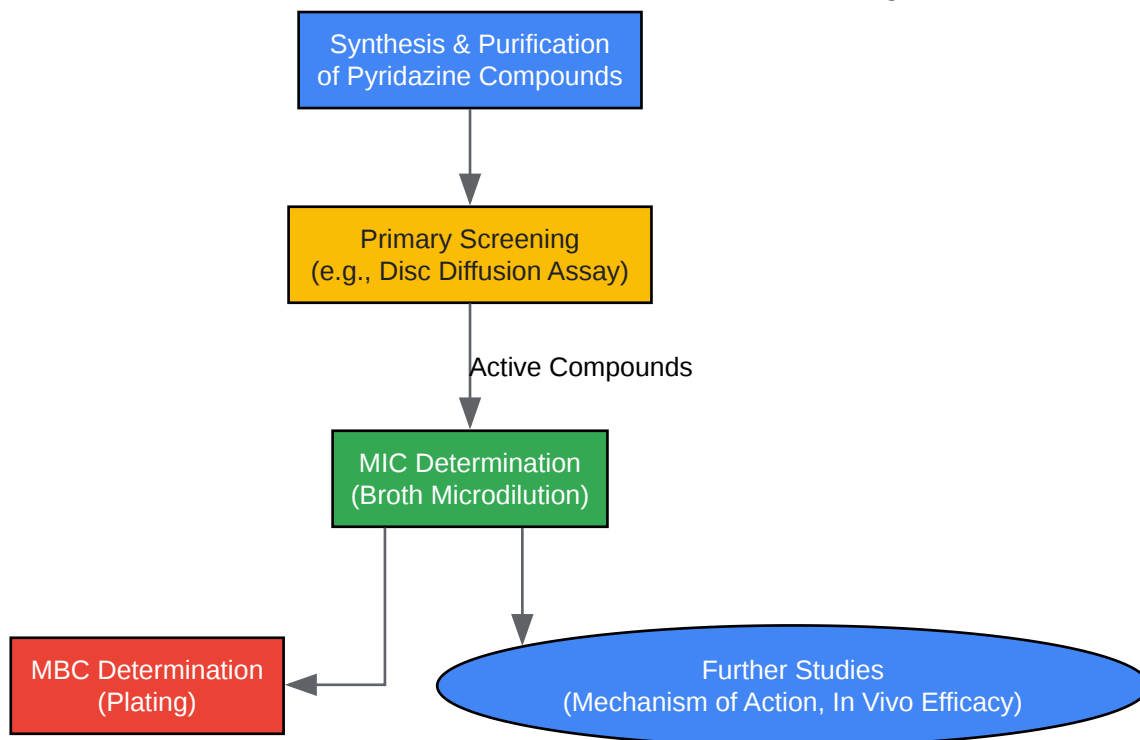 Synthesis & Purification
of Pyridazine Compounds
Primary Screening
(e.g., Disc Diffusion Assay)
Active Compounds
MIC Determination
(Broth Microdilution)
MBC Determination
(Plating)
Further Studies
(Mechanism of Action, In Vivo Efficacy)